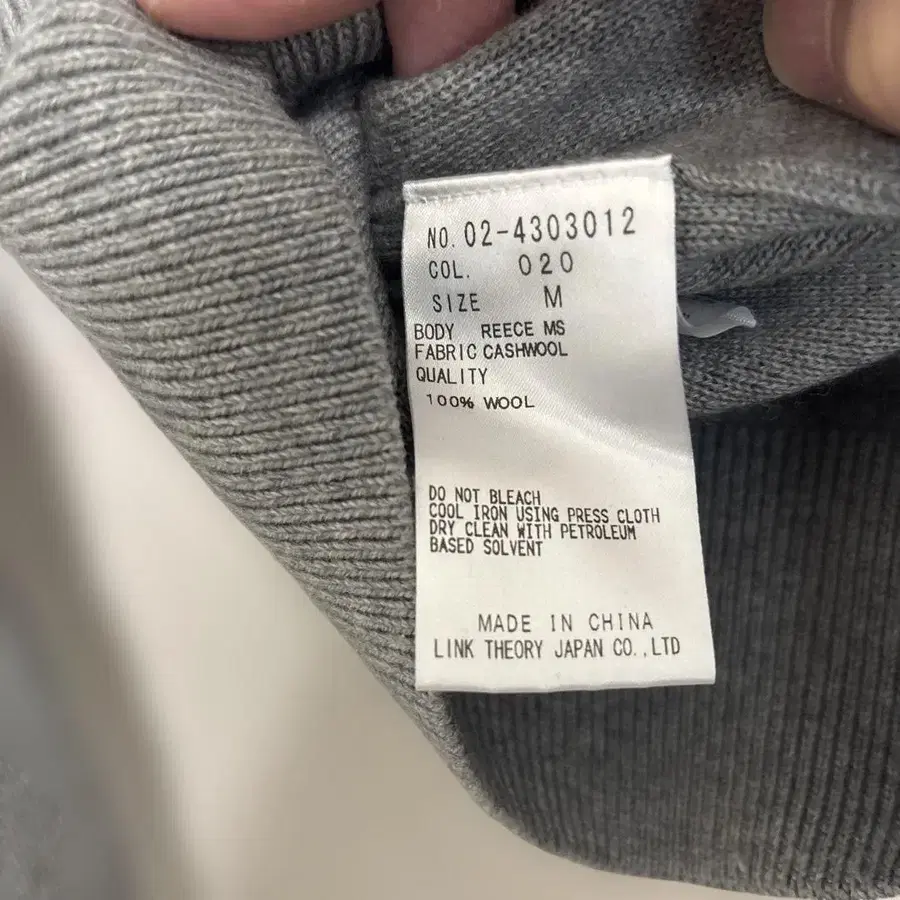 NO. 02-4303012
COL. 020
SIZE M
BODY REECE MS
FABRIC CASHWOOL
QUALITY
100% WOOL
DO NOT BLEACH
COOL IRON USING PRESS CLOTH
DRY CLEAN WITH PETROLEUM
BASED SOLVENT
MADE IN CHINA
LINK THEORY JAPAN CO.,LTD